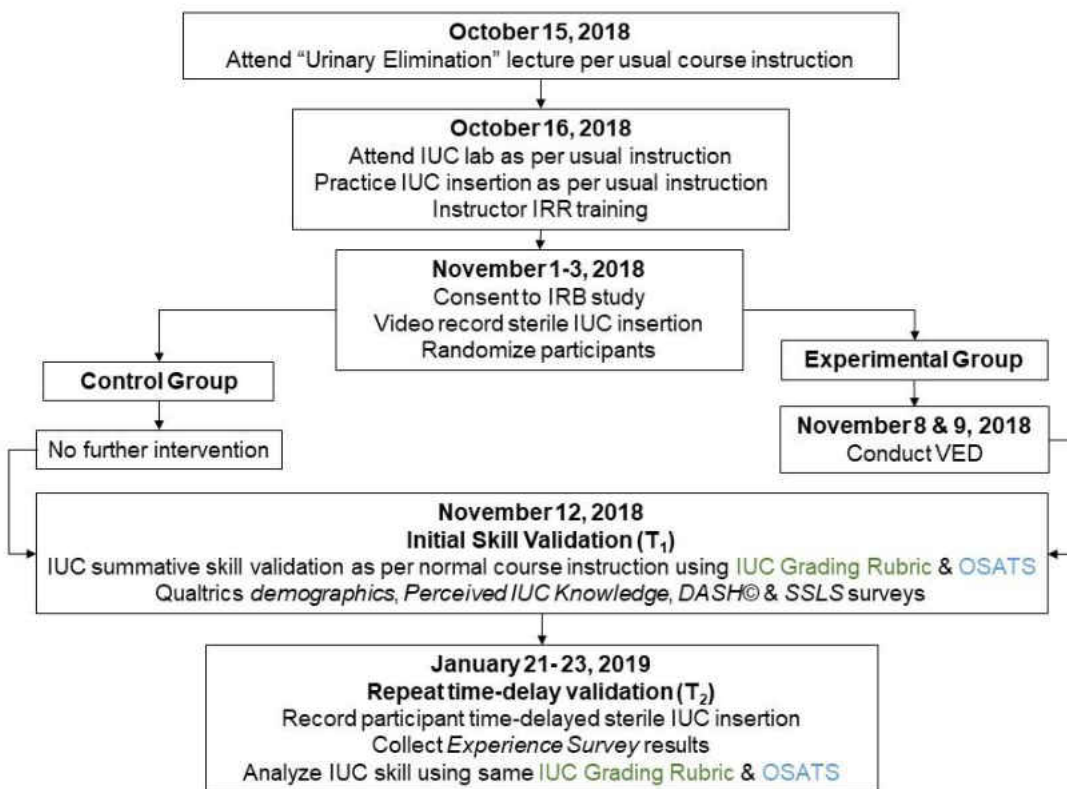 October 15, 2018
Attend “Urinary Elimination” lecture per usual course instruction
October 16, 2018
Attend IUC lab as per usual instruction
Practice IUC insertion as per usual instruction
Instructor IRR training
November 1-3, 2018
Consent to IRB study
Video record sterile IUC insertion
Randomize participants
Control Group
No further intervention
Experimental Group
November 8 & 9, 2018
Conduct VED
November 12, 2018
Initial Skill Validation (T₁)
IUC summative skill validation as per normal course instruction using IUC Grading Rubric & OSATS
Qualtrics demographics, Perceived IUC Knowledge, DASH© & SSLS surveys
January 21- 23, 2019
Repeat time-delay validation (T₂)
Record participant time-delayed sterile IUC insertion
Collect Experience Survey results
Analyze IUC skill using same IUC Grading Rubric & OSATS